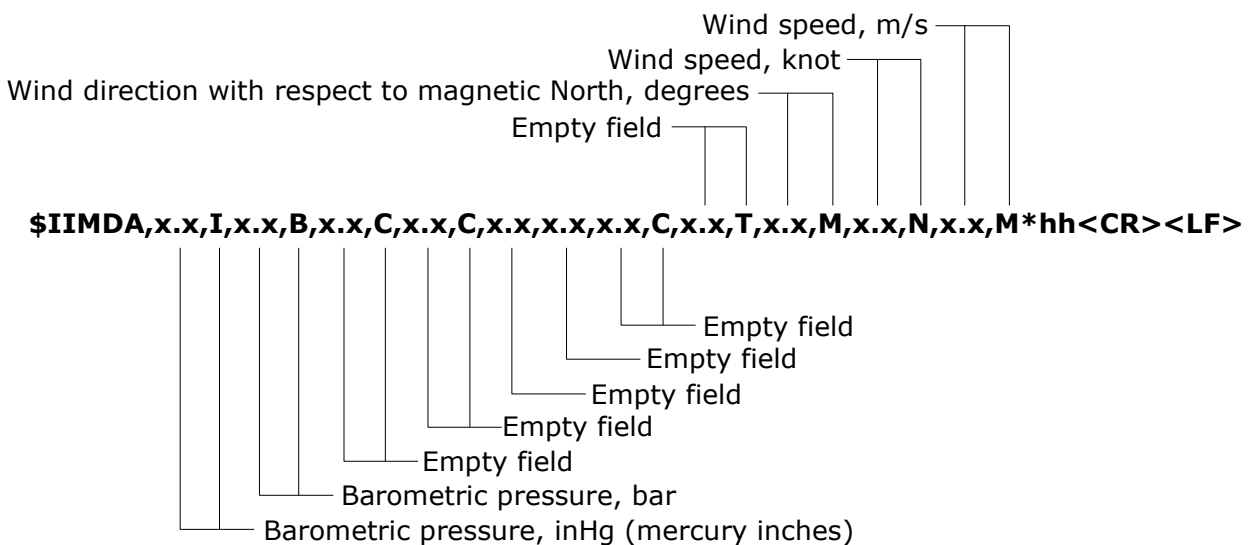 Wind speed, m/s
Wind speed, knot
Wind direction with respect to magnetic North, degrees
Empty field
$IIMDA,x.x,I,x.x,B,x.x,C,x.x,C,x.x,x.x,x.x,C,x.x,T,x.x,M,x.x,N,x.x,M*hh<CR><LF>
Empty field
Empty field
Empty field
Empty field
Empty field
Barometric pressure, bar
Barometric pressure, inHg (mercury inches)